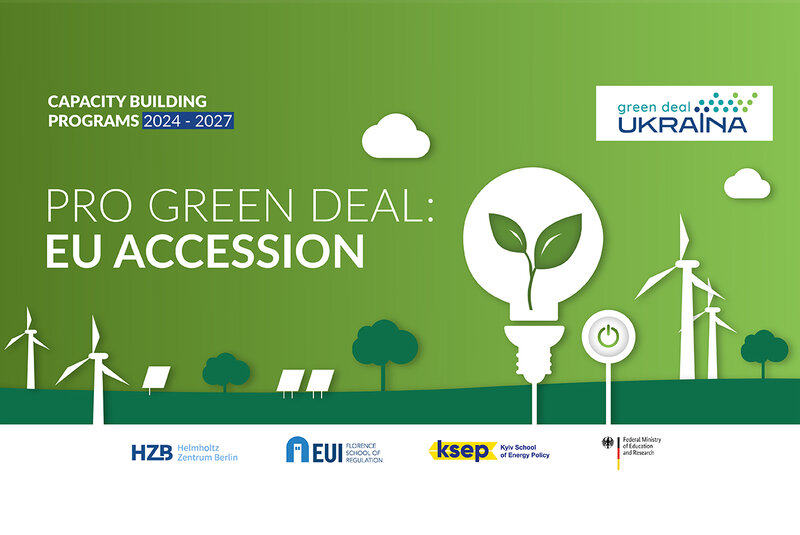 CAPACITY BUILDING
PROGRAMS 2024 - 2027
green deal
UKRAINA
PRO GREEN DEAL:
EU ACCESSION
HZB Helmholtz
Zentrum Berlin
EUI FLORENCE
SCHOOL OF
REGULATION
ksep Kyiv School
of Energy Policy
Federal Ministry
of Education
and Research